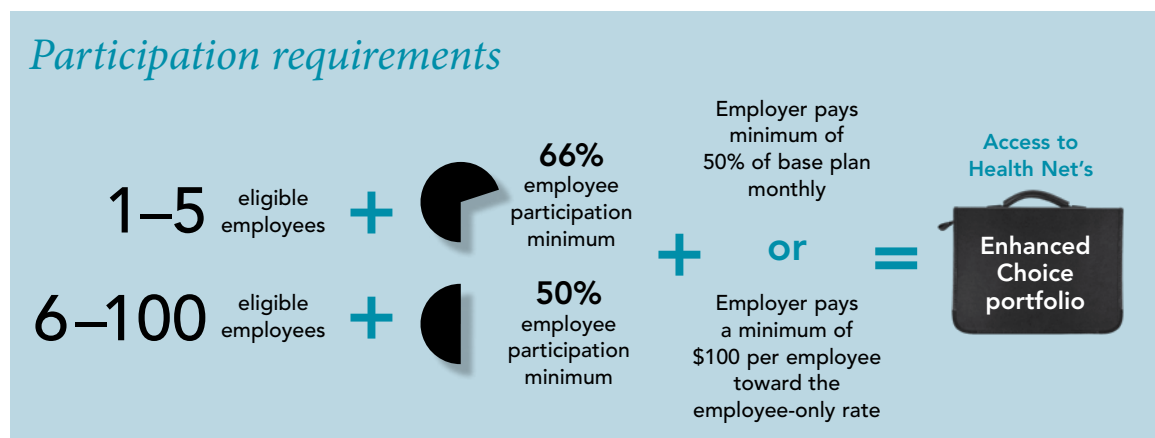 Participation requirements
1–5
eligible
employees
+
66%
employee
participation
minimum
6–100
eligible
employees
+
50%
employee
participation
minimum
+
Employer pays
minimum of
50% of base plan
monthly
or
Employer pays
a minimum of
$100 per employee
toward the
employee-only rate
=
Access to
Health Net’s
Enhanced
Choice
portfolio